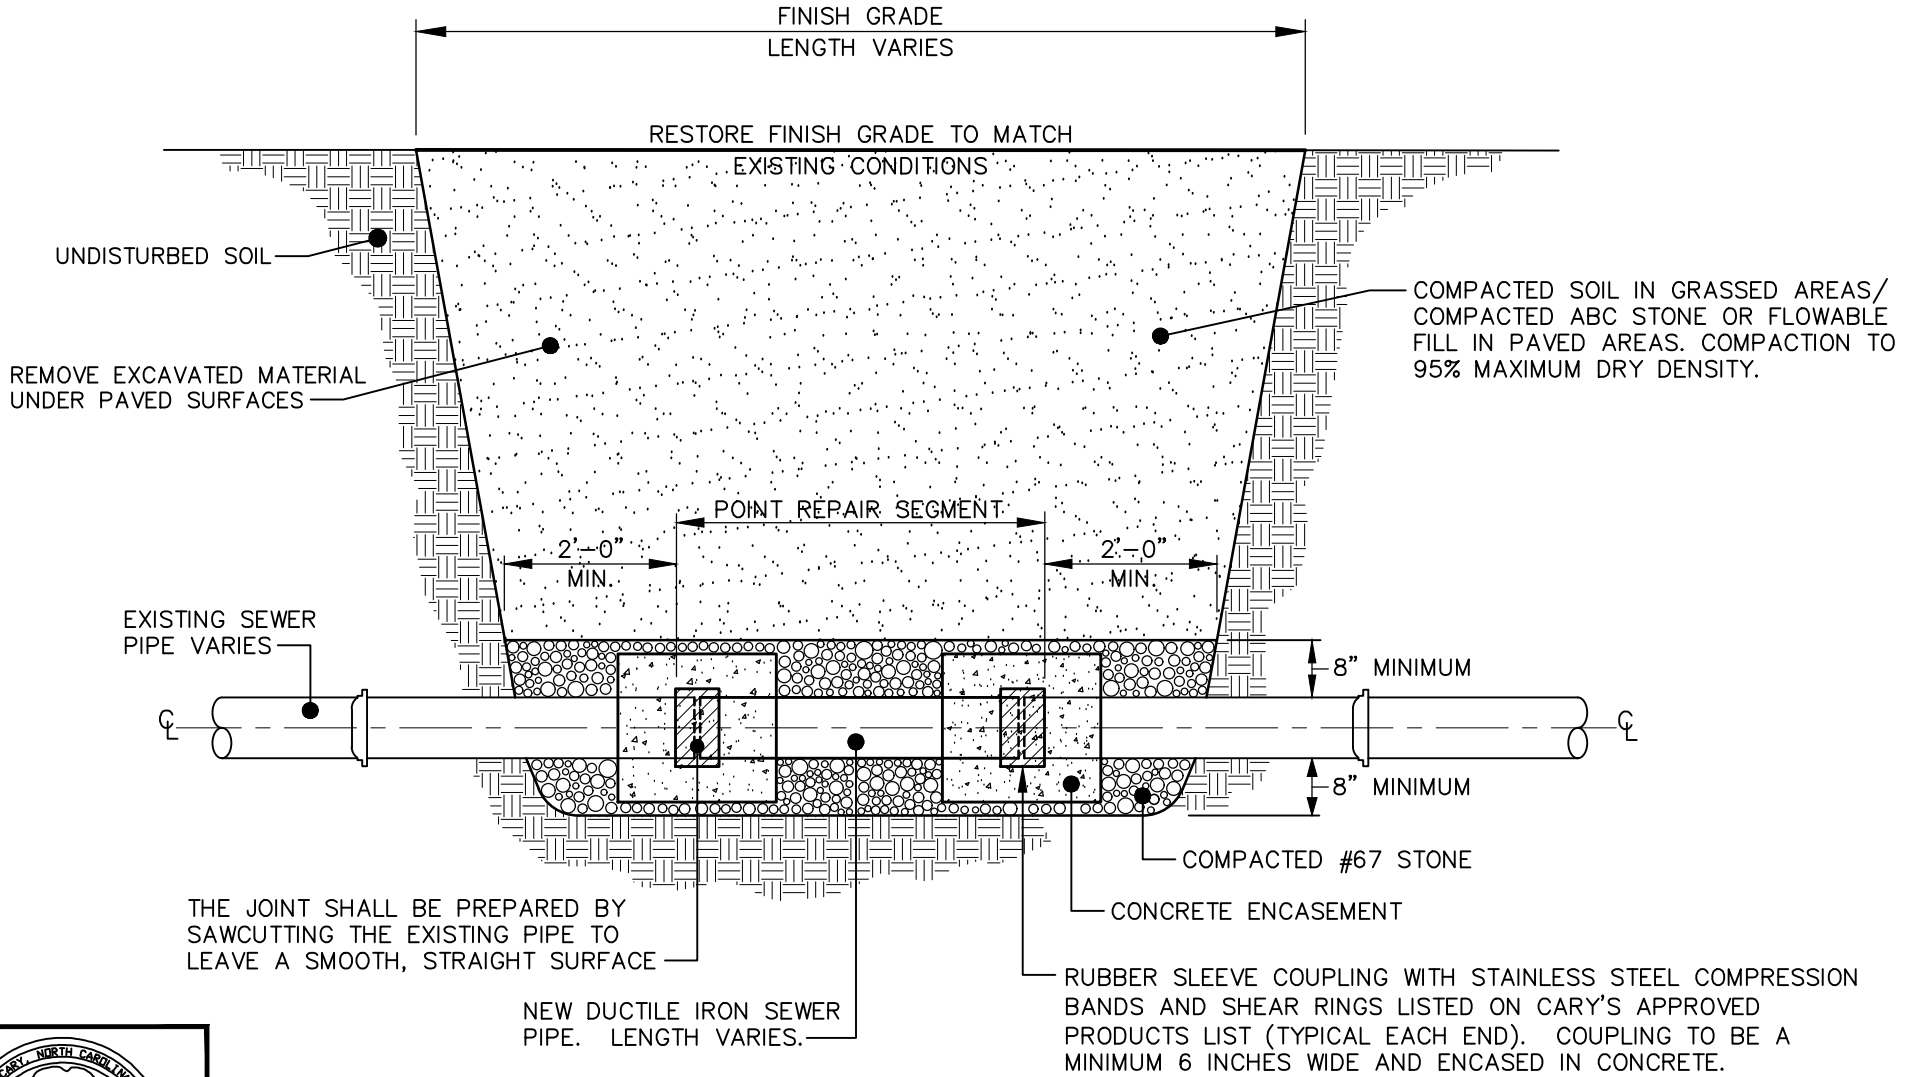 FINISH GRADE
LENGTH VARIES
RESTORE FINISH GRADE TO MATCH
EXISTING CONDITIONS
UNDISTURBED SOIL
COMPACTED SOIL IN GRASSED AREAS/
COMPACTED ABC STONE OR FLOWABLE
FILL IN PAVED AREAS. COMPACTION TO
95% MAXIMUM DRY DENSITY.
REMOVE EXCAVATED MATERIAL
UNDER PAVED SURFACES
POINT REPAIR SEGMENT
2'-0"
MIN.
2'-0"
MIN.
EXISTING SEWER
PIPE VARIES
8" MINIMUM
CL
CL
8" MINIMUM
COMPACTED #67 STONE
CONCRETE ENCASEMENT
THE JOINT SHALL BE PREPARED BY
SAWCUTTING THE EXISTING PIPE TO
LEAVE A SMOOTH, STRAIGHT SURFACE
RUBBER SLEEVE COUPLING WITH STAINLESS STEEL COMPRESSION
BANDS AND SHEAR RINGS LISTED ON CARY'S APPROVED
PRODUCTS LIST (TYPICAL EACH END).  COUPLING TO BE A
MINIMUM 6 INCHES WIDE AND ENCASED IN CONCRETE.
NEW DUCTILE IRON SEWER
PIPE.  LENGTH VARIES.
CARY, NORTH CAROLINA